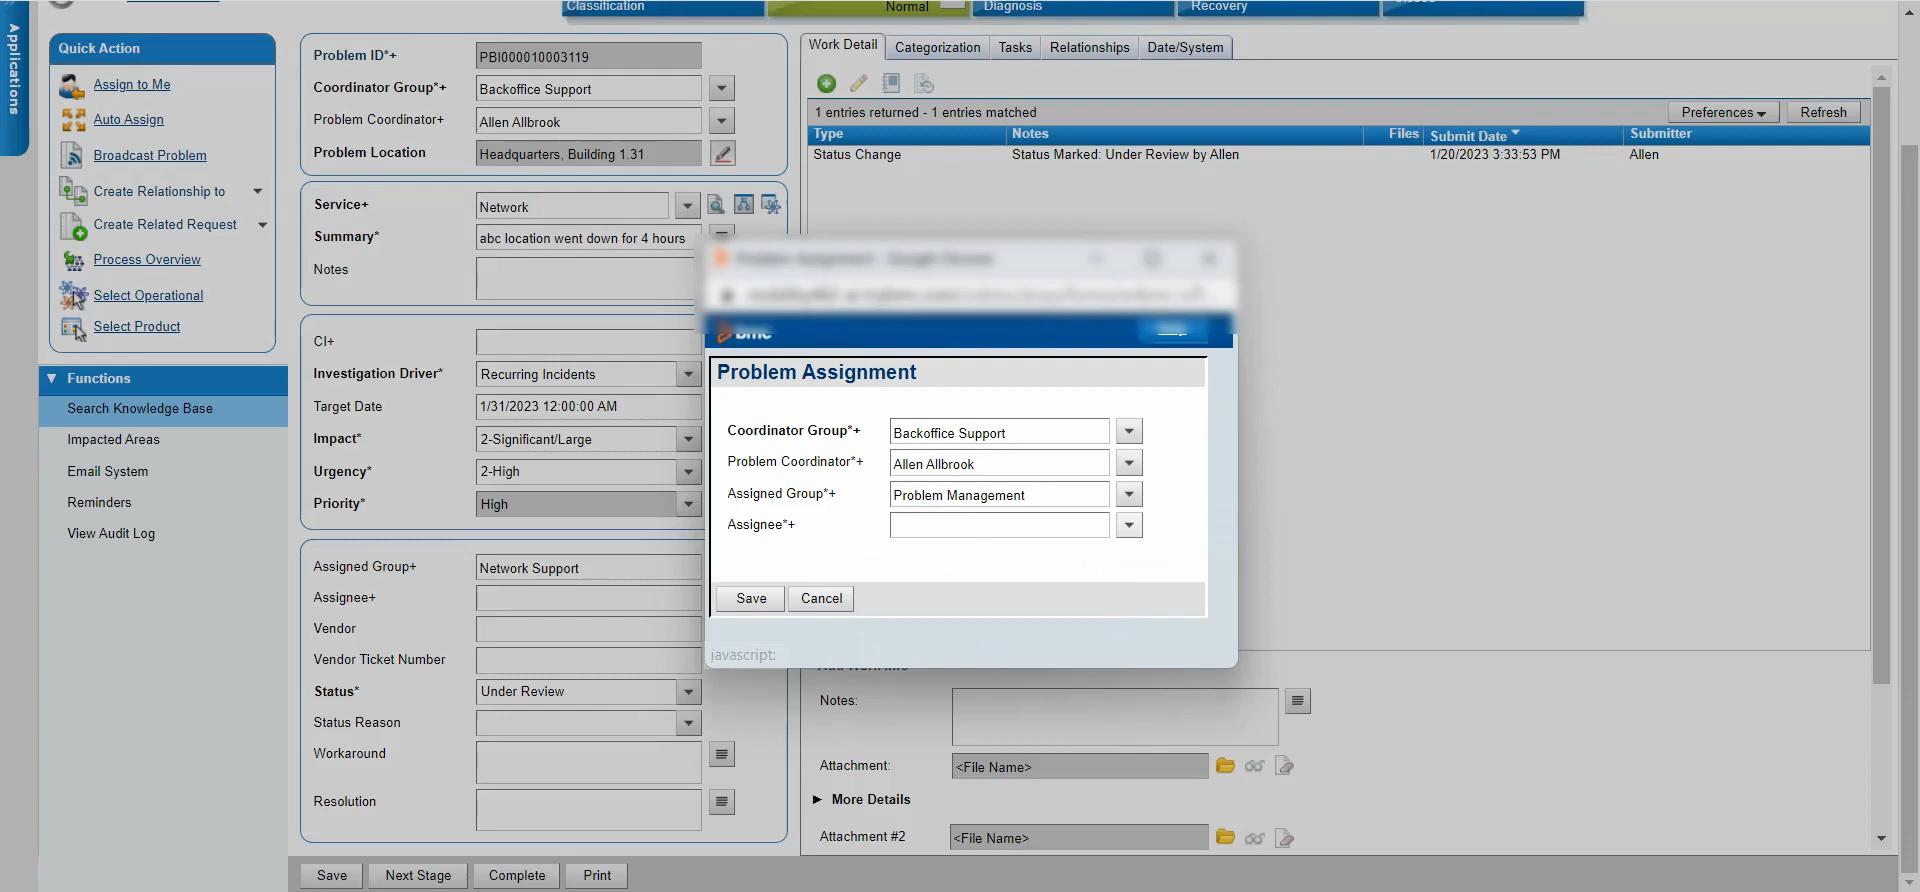 Applications
Classification
Normal
Diagnosis
Recovery
Quick Action
Assign to Me
Auto Assign
Broadcast Problem
Create Relationship to
Create Related Request
Process Overview
Select Operational
Select Product
Functions
Search Knowledge Base
Impacted Areas
Email System
Reminders
View Audit Log
Problem ID*+ PBI000010003119
Coordinator Group*+ Backoffice Support
Problem Coordinator+ Allen Allbrook
Problem Location Headquarters, Building 1.31
Service+ Network
Summary* abc location went down for 4 hours
Notes
CI+
Investigation Driver* Recurring Incidents
Target Date 1/31/2023 12:00:00 AM
Impact* 2-Significant/Large
Urgency* 2-High
Priority* High
Assigned Group+ Network Support
Assignee+
Vendor
Vendor Ticket Number
Status* Under Review
Status Reason
Workaround
Resolution
Save Next Stage Complete Print
Work Detail Categorization Tasks Relationships Date/System
1 entries returned - 1 entries matched Preferences Refresh
Type Notes Files Submit Date Submitter
Status Change Status Marked: Under Review by Allen 1/20/2023 3:33:53 PM Allen
Problem Assignment - Google Chrome
bmc
Problem Assignment
Coordinator Group*+ Backoffice Support
Problem Coordinator*+ Allen Allbrook
Assigned Group*+ Problem Management
Assignee*+
Save Cancel
javascript:
Notes:
Attachment: <File Name>
More Details
Attachment #2 <File Name>